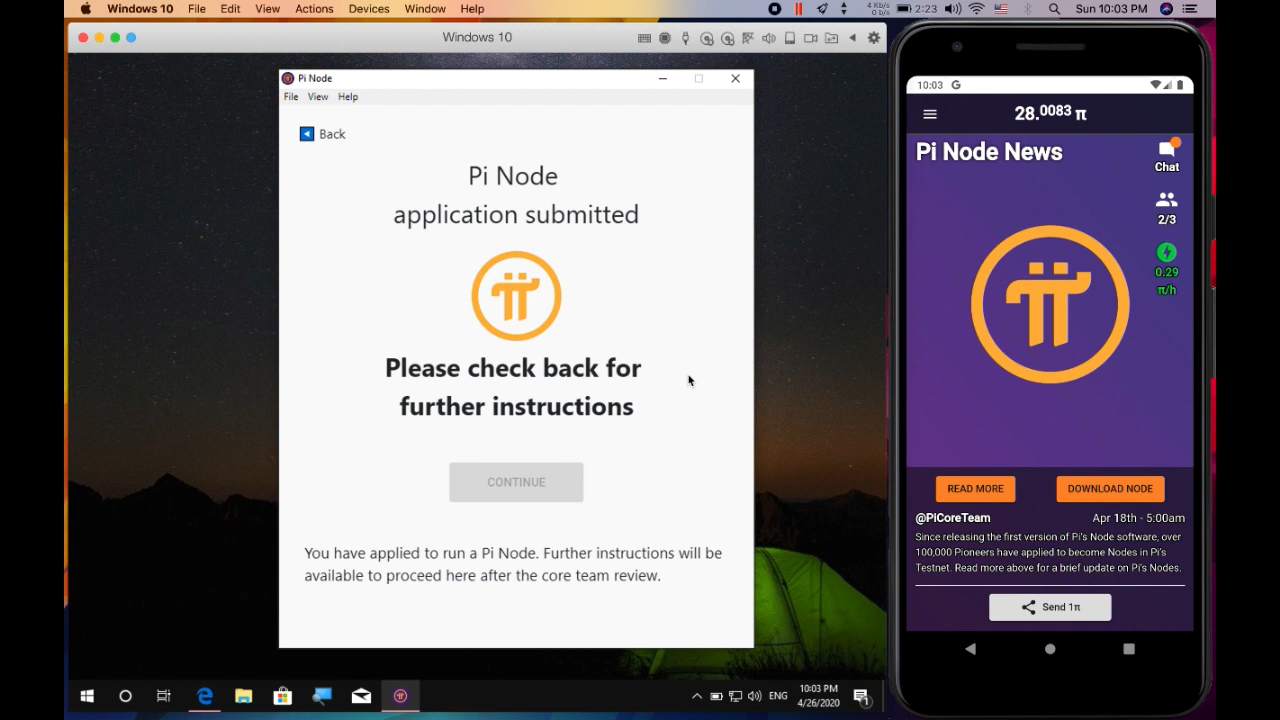 Windows 10 File Edit View Actions Devices Window Help
4 Kb/s
0 b/s
2:23
Sun 10:03 PM
Windows 10
Pi Node
File View Help
Back
Pi Node
application submitted
Please check back for
further instructions
CONTINUE
You have applied to run a Pi Node. Further instructions will be
available to proceed here after the core team review.
ENG
10:03 PM
4/26/2020
1
10:03 G
28.0083 π
Pi Node News
Chat
2/3
0.29
π/h
READ MORE
DOWNLOAD NODE
@PiCoreTeam
Apr 18th - 5:00am
Since releasing the first version of Pi's Node software, over
100,000 Pioneers have applied to become Nodes in Pi's
Testnet. Read more above for a brief update on Pi's Nodes.
Send 1π